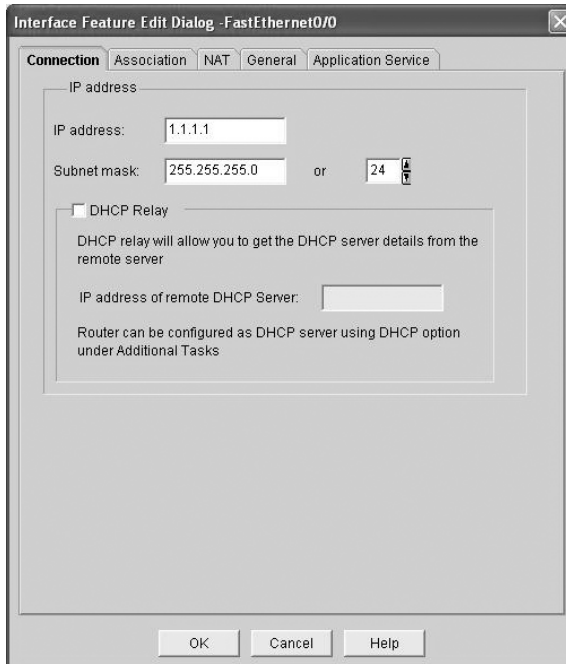 Interface Feature Edit Dialog -FastEthernet0/0
Connection Association NAT General Application Service
IP address
IP address: 1.1.1.1
Subnet mask: 255.255.255.0 or 24
DHCP Relay
DHCP relay will allow you to get the DHCP server details from the
remote server
IP address of remote DHCP Server:
Router can be configured as DHCP server using DHCP option
under Additional Tasks
OK Cancel Help